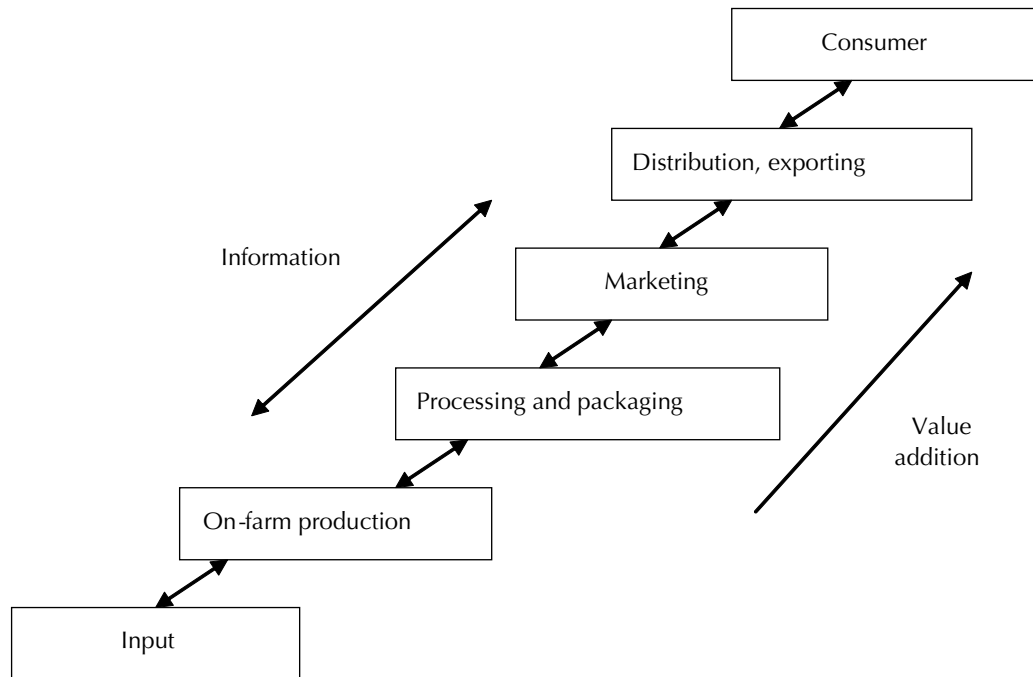 Consumer
Distribution, exporting
Information
Marketing
Processing and packaging
Value
addition
On-farm production
Input